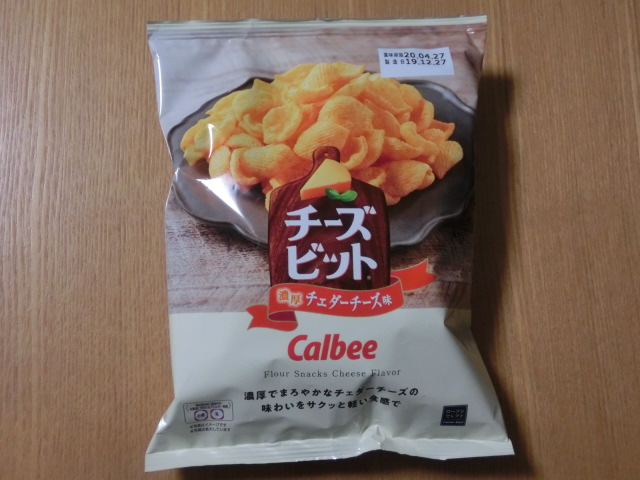 賞味期限20.04.27
製造日19.12.27
チーズ
ビット
濃厚チェダーチーズ味
Calbee
Flour Snacks Cheese Flavor
濃厚でまろやかなチェダーチーズの
味わいをサクッと軽い食感で